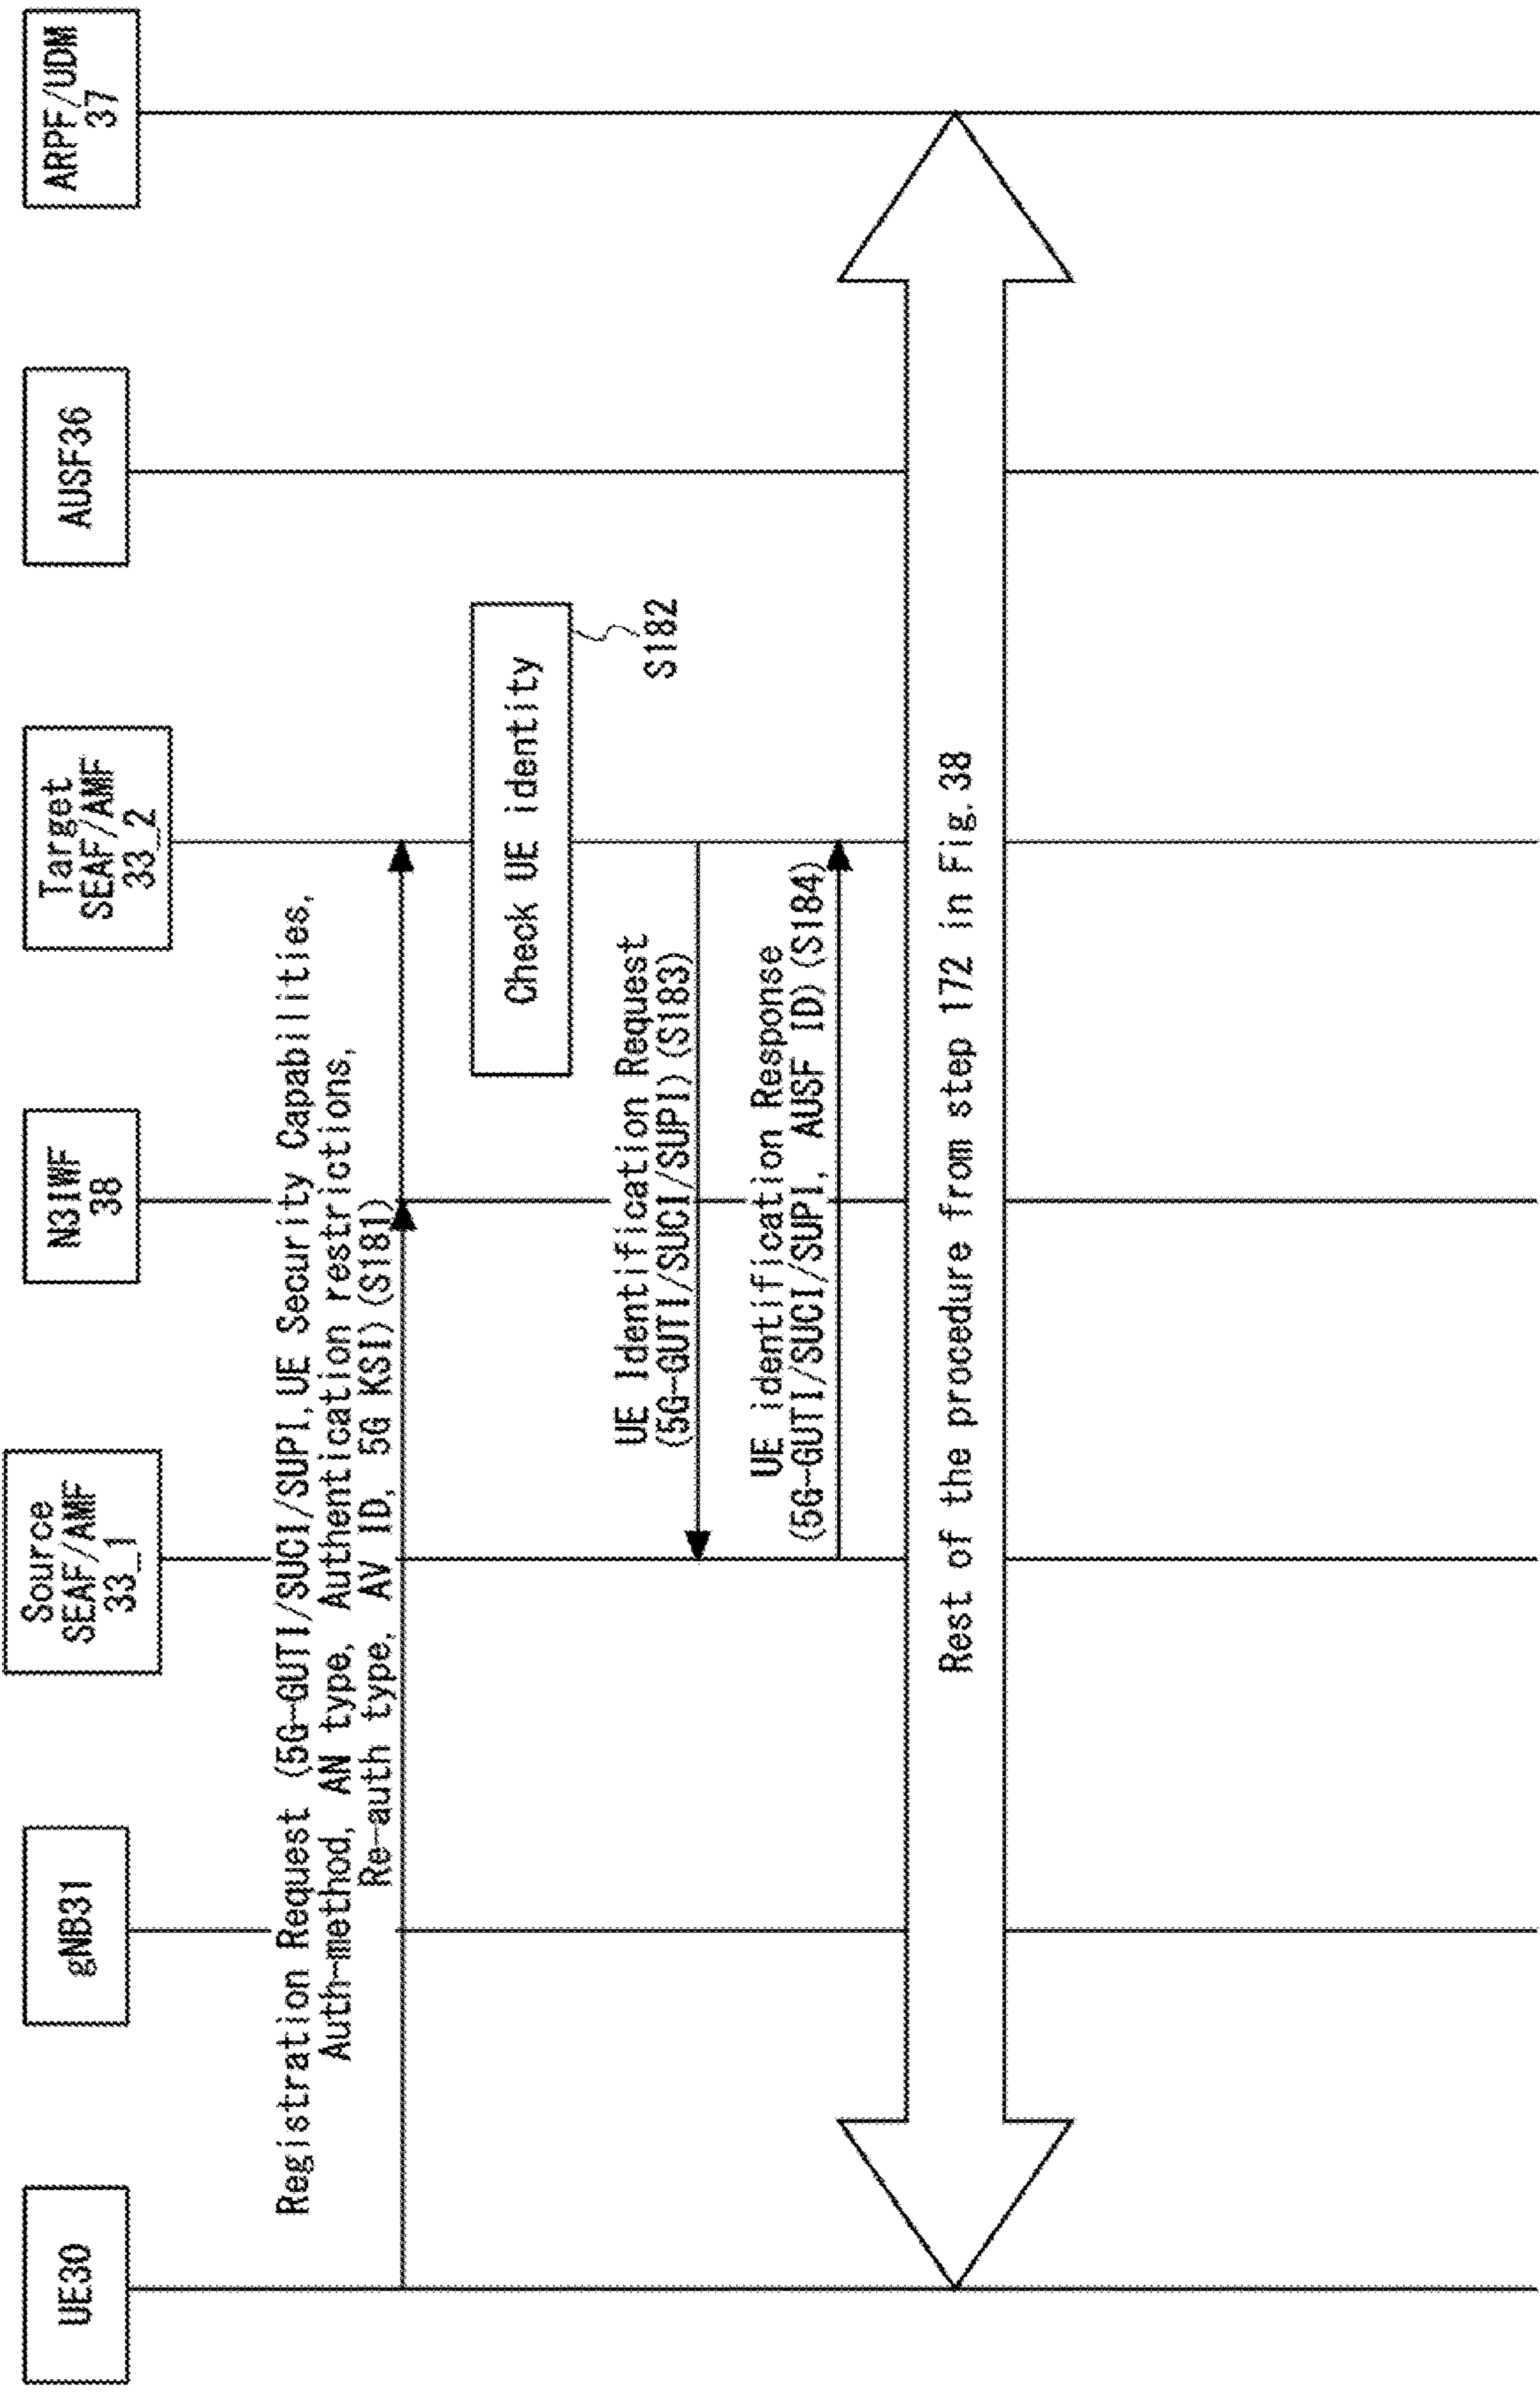 UE30
gNB31
Source
SEAF/AMF
33_1
N3IWF
38
Target
SEAF/AMF
33_2
AUSF36
ARPF/UDM
37
Registration Request (5G-GUTI/SUCI/SUPI, UE Security Capabilities,
Auth-method, AN type, Authentication restrictions,
Re-auth type, AV ID, 5G KSI)(S181)
Check UE identity
S182
UE Identification Request
(5G-GUTI/SUCI/SUPI)(S183)
UE identification Response
(5G-GUTI/SUCI/SUPI, AUSF ID)(S184)
Rest of the procedure from step 172 in Fig. 38